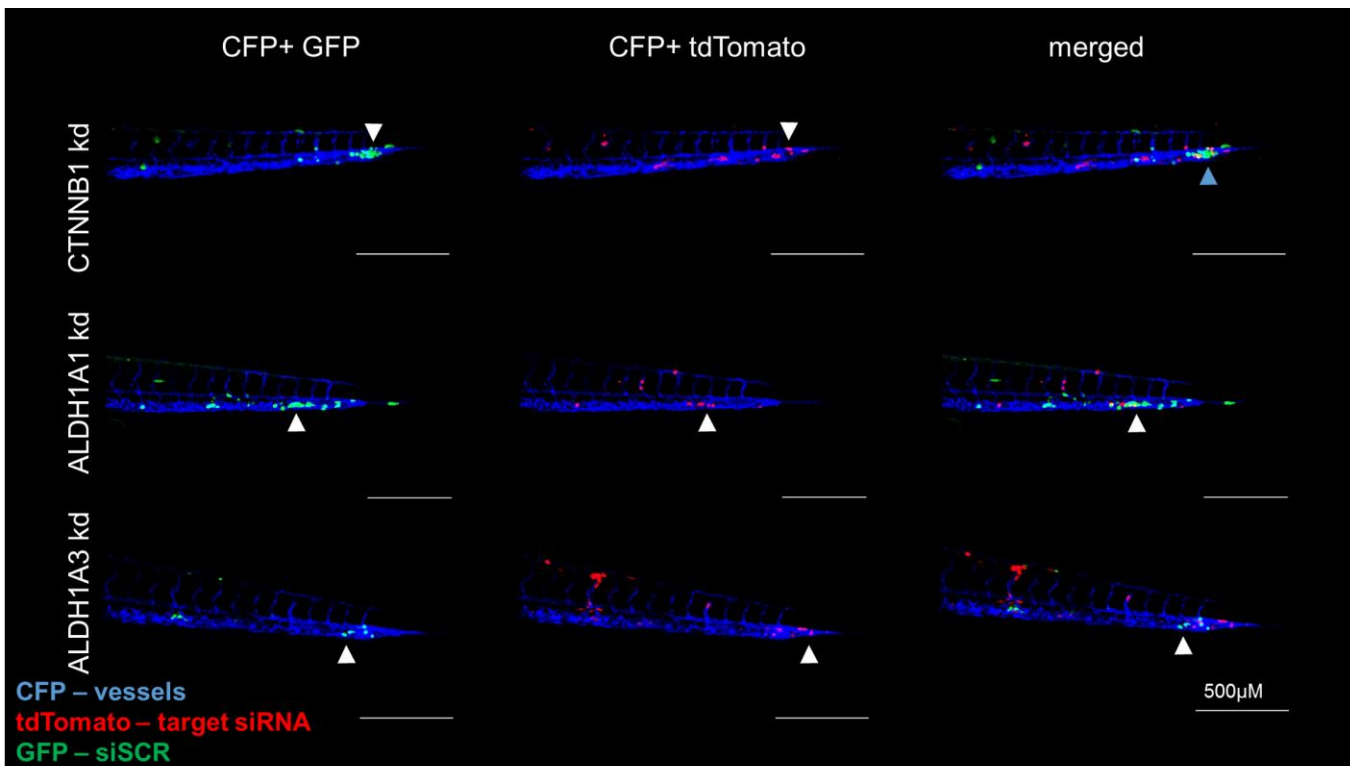 CFP+ GFP
CFP+ tdTomato
merged
CTNNB1 kd
ALDH1A1 kd
ALDH1A3 kd
CFP – vessels
tdTomato – target siRNA
GFP – siSCR
500µM